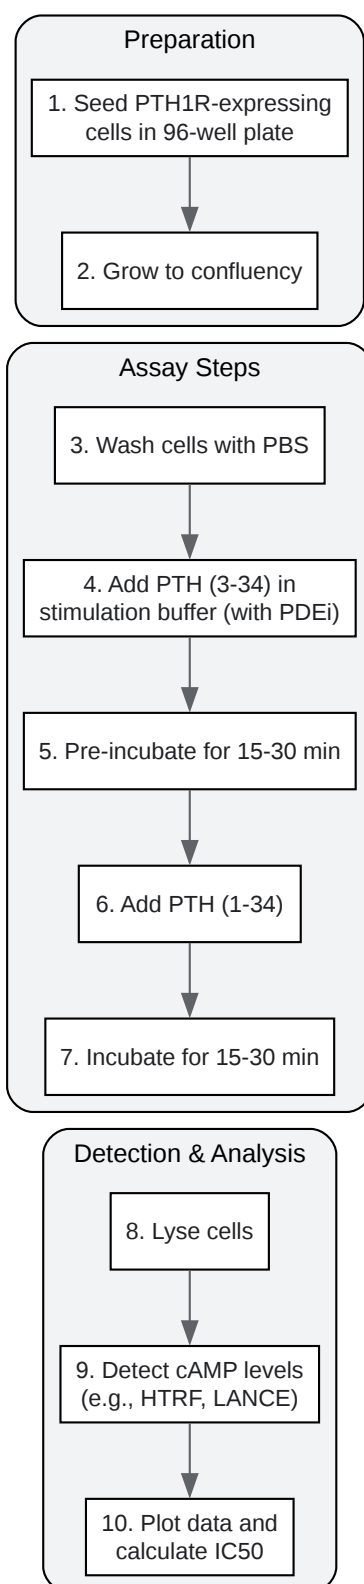 Preparation
1. Seed PTH1R-expressing
cells in 96-well plate
2. Grow to confluency
Assay Steps
3. Wash cells with PBS
4. Add PTH (3-34) in
stimulation buffer (with PDEi)
5. Pre-incubate for 15-30 min
6. Add PTH (1-34)
7. Incubate for 15-30 min
Detection & Analysis
8. Lyse cells
9. Detect cAMP levels
(e.g., HTRF, LANCE)
10. Plot data and
calculate IC50